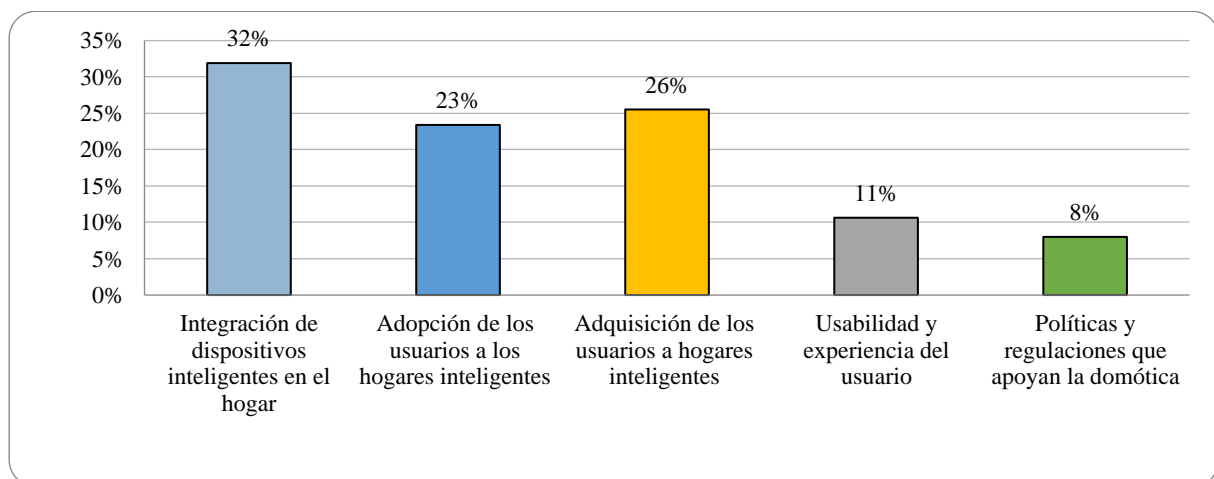 35%
30%
25%
20%
15%
10%
5%
0%
32%
23%
26%
11%
8%
Integración de
dispositivos
inteligentes en el
hogar
Adopción de los
usuarios a los
hogares inteligentes
Adquisición de los
usuarios a hogares
inteligentes
Usabilidad y
experiencia del
usuario
Políticas y
regulaciones que
apoyan la domótica